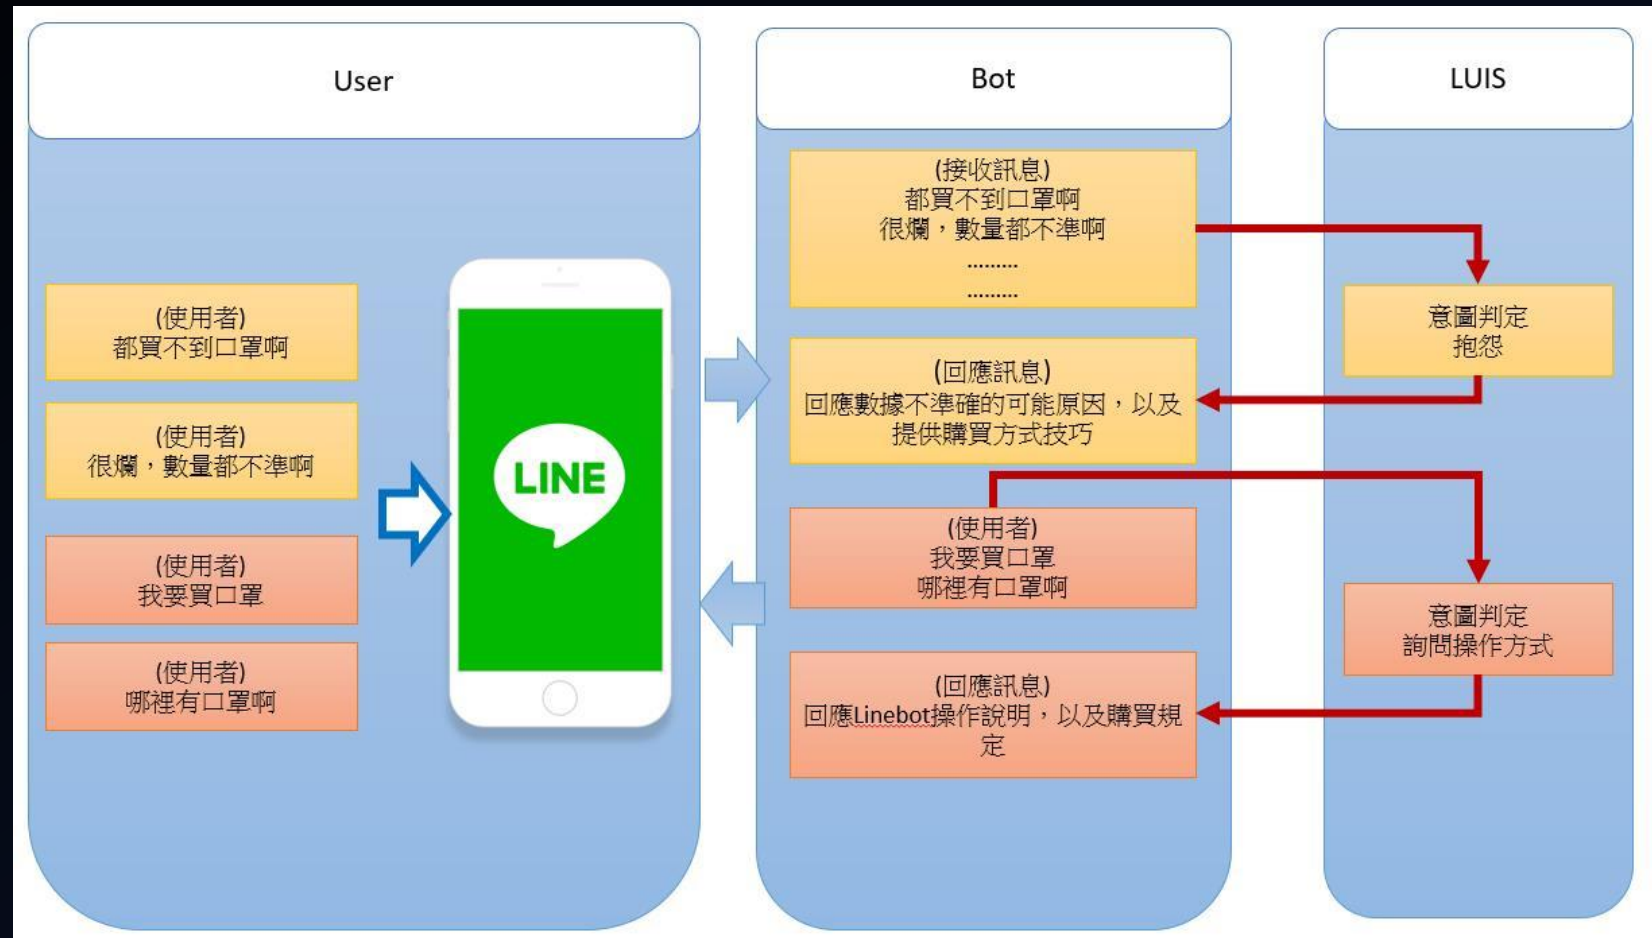 User
(使用者)
都買不到口罩啊
(使用者)
很爛，數量都不準啊
(使用者)
我要買口罩
(使用者)
哪裡有口罩啊
LINE
Bot
(接收訊息)
都買不到口罩啊
很爛，數量都不準啊
.........
.........
(回應訊息)
回應數據不準確的可能原因，以及
提供購買方式技巧
(使用者)
我要買口罩
哪裡有口罩啊
(回應訊息)
回應Linebot操作說明，以及購買規
定
LUIS
意圖判定
抱怨
意圖判定
詢問操作方式